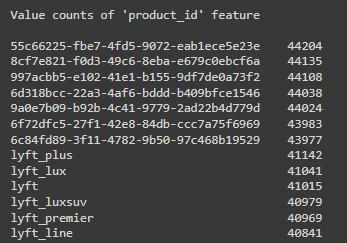 Value counts of 'product_id' feature
55c66225-fbe7-4fd5-9072-eab1ece5e23e 44204
8cf7e821-f0d3-49c6-8eba-e679c0ebcf6a 44135
997acbb5-e102-41e1-b155-9df7de0a73f2 44108
6d318bcc-22a3-4af6-bddd-b409bfce1546 44038
9a0e7b09-b92b-4c41-9779-2ad22b4d779d 44024
6f72dfc5-27f1-42e8-84db-ccc7a75f6969 43983
6c84fd89-3f11-4782-9b50-97c468b19529 43977
lyft_plus 41142
lyft_lux 41041
lyft 41015
lyft_luxsuv 40979
lyft_premier 40969
lyft_line 40841